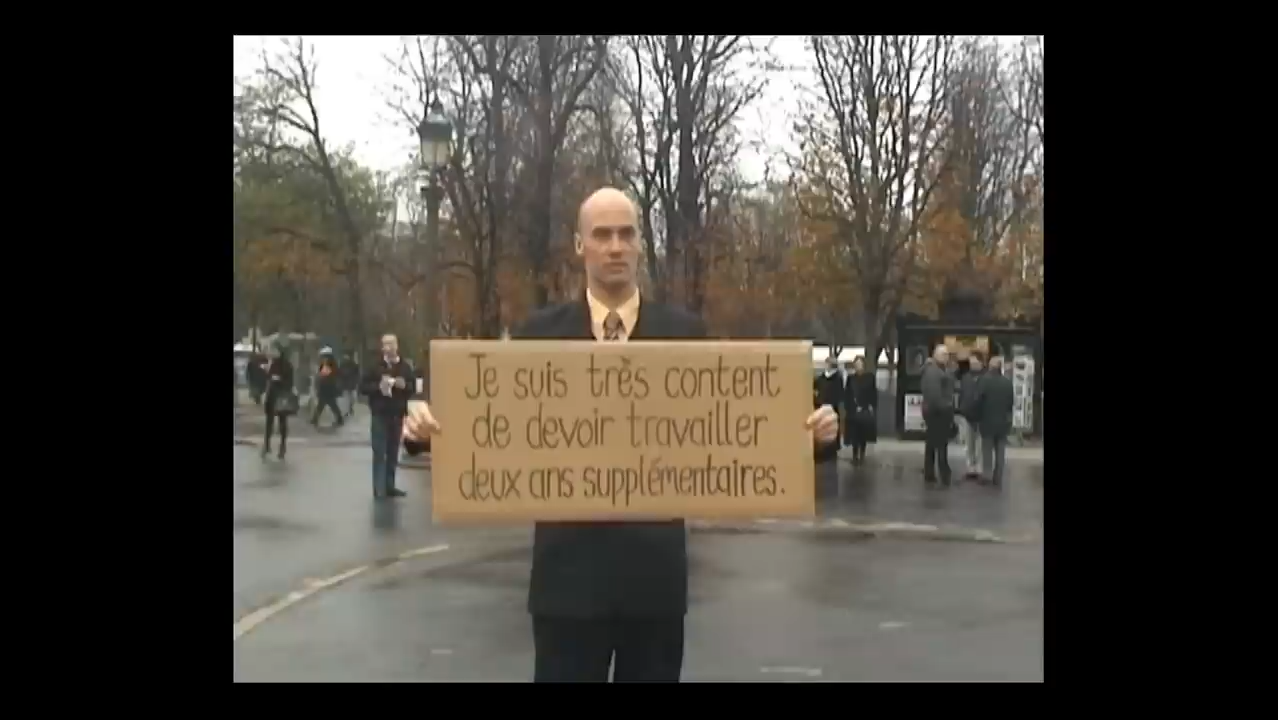 Je suis très content
de devoir travailler
deux ans supplémentaires.